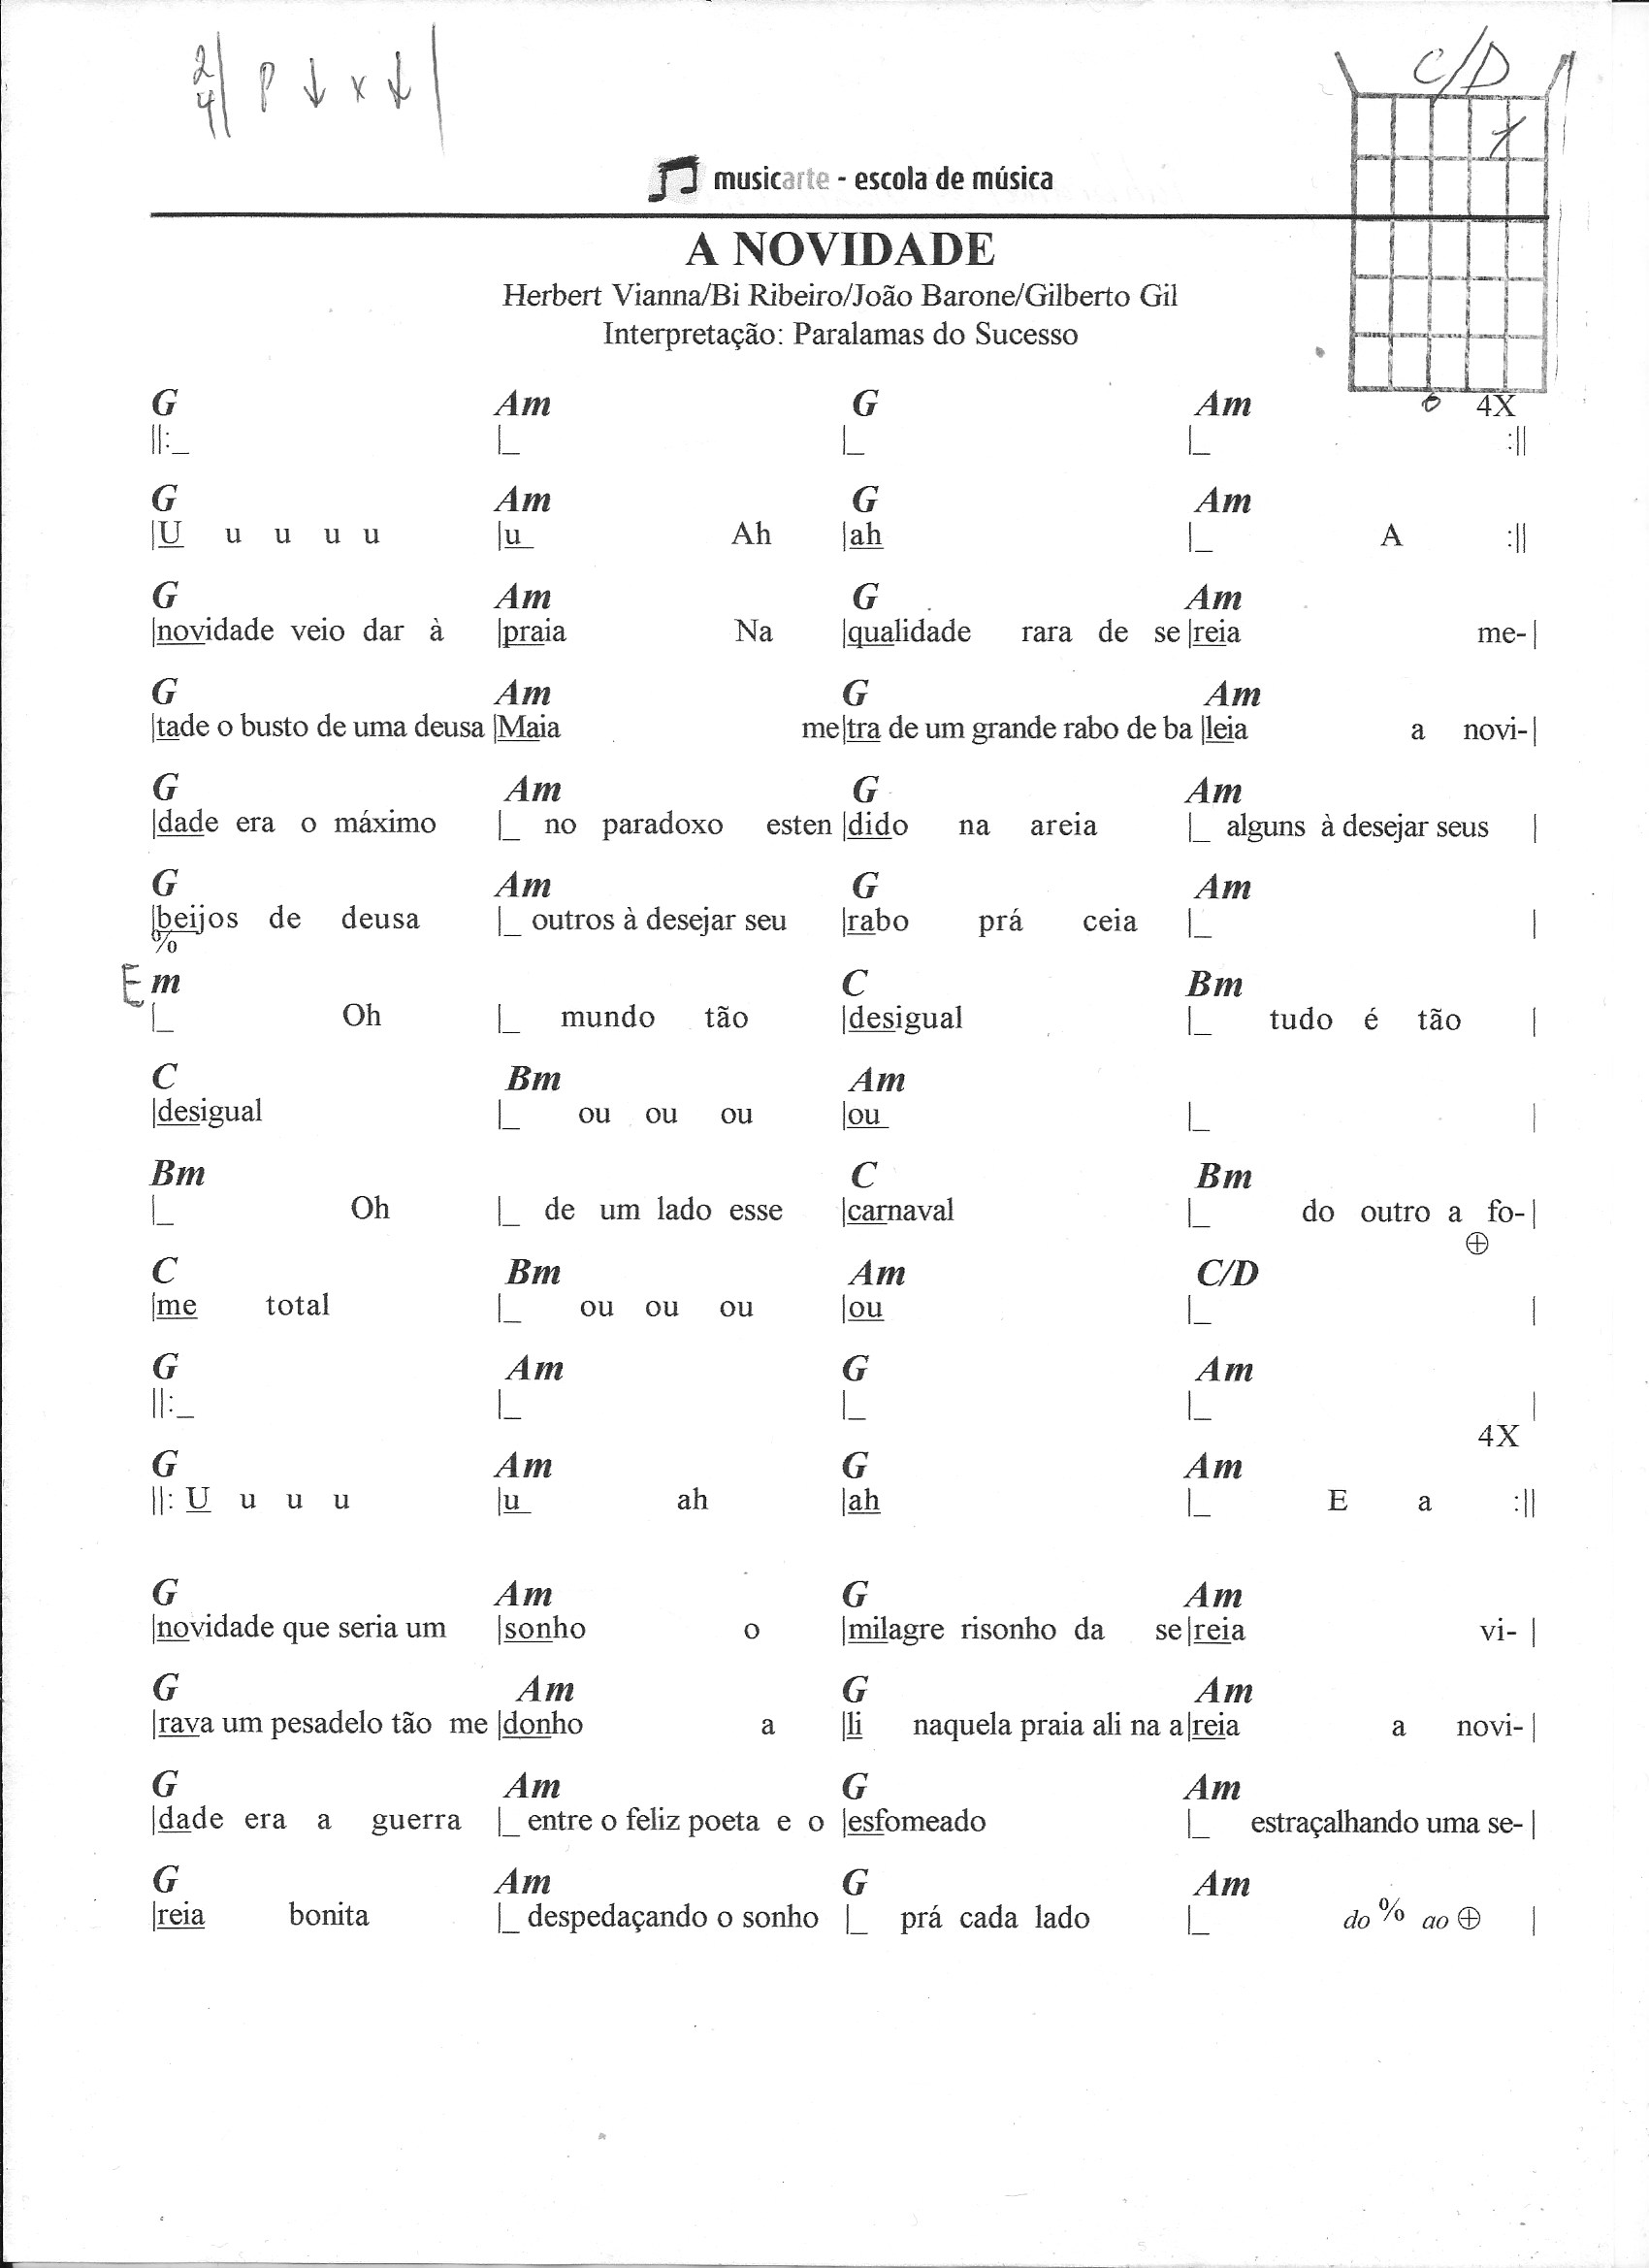 2/4 | P ↓ x ↓ |
C/D
1
musicarte - escola de música
A NOVIDADE
Herbert Vianna/Bi Ribeiro/João Barone/Gilberto Gil
Interpretação: Paralamas do Sucesso
G Am G Am 0 4X
||:_ |_ |_ |_ :||
G Am G Am
|U u u u u |u Ah |ah |_ A :||
G Am G Am
|novidade veio dar à |praia Na |qualidade rara de se |reia me- |
G Am G Am
|tade o busto de uma deusa |Maia me|tra de um grande rabo de ba |leia a novi- |
G Am G Am
|dade era o máximo |_ no paradoxo esten |dido na areia |_ alguns à desejar seus |
G Am G Am
|beijos de deusa |_ outros à desejar seu |rabo prá ceia |_ |
%
Em C Bm
|_ Oh |_ mundo tão |desigual |_ tudo é tão |
C Bm Am
|desigual |_ ou ou ou |ou |_ |
Bm C Bm
|_ Oh |_ de um lado esse |carnaval |_ do outro a fo- |
⊕
C Bm Am C/D
|me total |_ ou ou ou |ou |_ |
G Am G Am
||:_ |_ |_ |_ |
4X
G Am G Am
||: U u u u |u ah |ah |_ E a :||
G Am G Am
|novidade que seria um |sonho o |milagre risonho da se|reia vi- |
G Am G Am
|rava um pesadelo tão me |donho a |li naquela praia ali na a|reia a novi- |
G Am G Am
|dade era a guerra |_ entre o feliz poeta e o |esfomeado |_ estraçalhando uma se- |
G Am G Am
|reia bonita |_ despedaçando o sonho |_ prá cada lado |_ do % ao ⊕ |